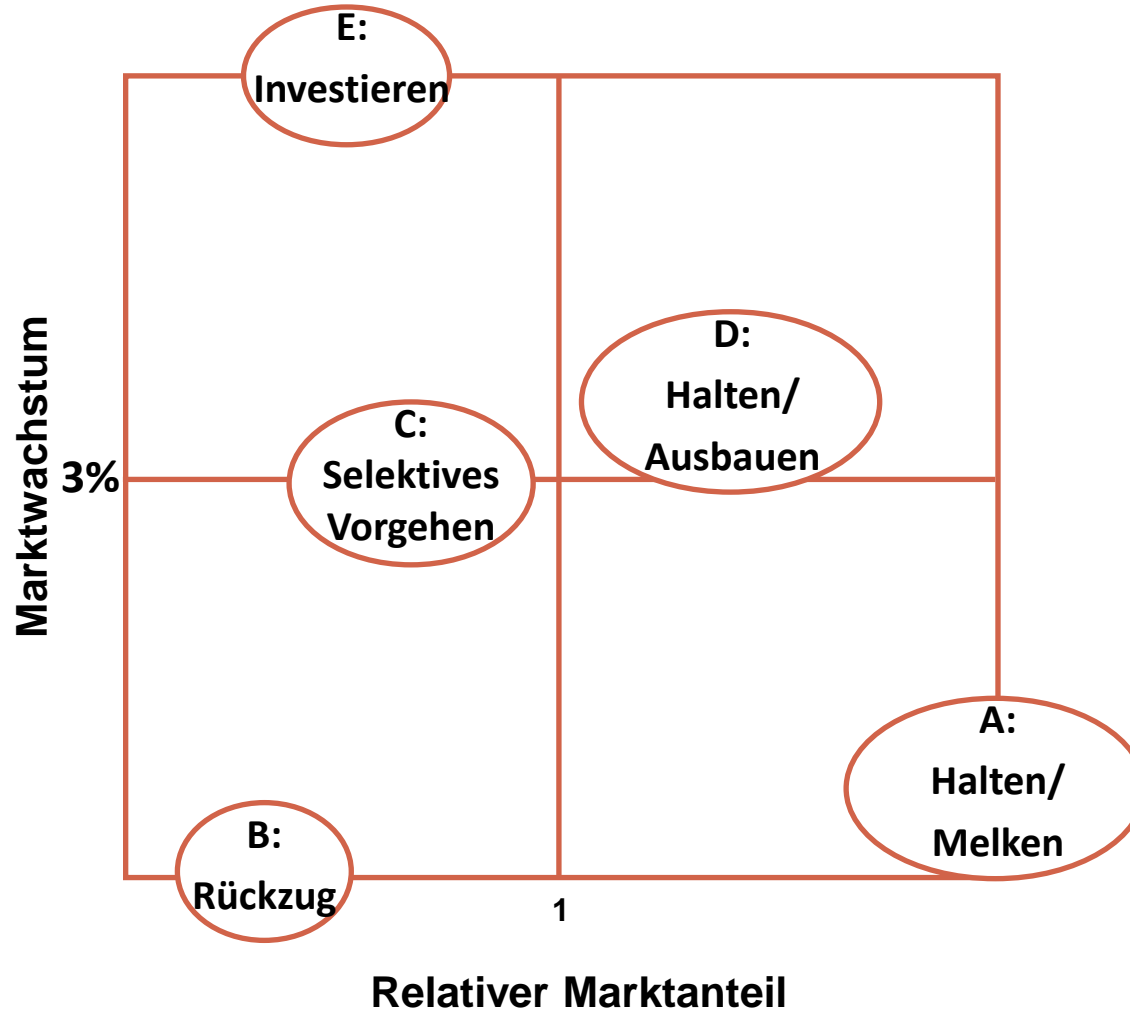 E:
Investieren
D:
Halten/
Ausbauen
C:
Selektives
Vorgehen
Marktwachstum
3%
A:
Halten/
Melken
B:
Rückzug
1
Relativer Marktanteil